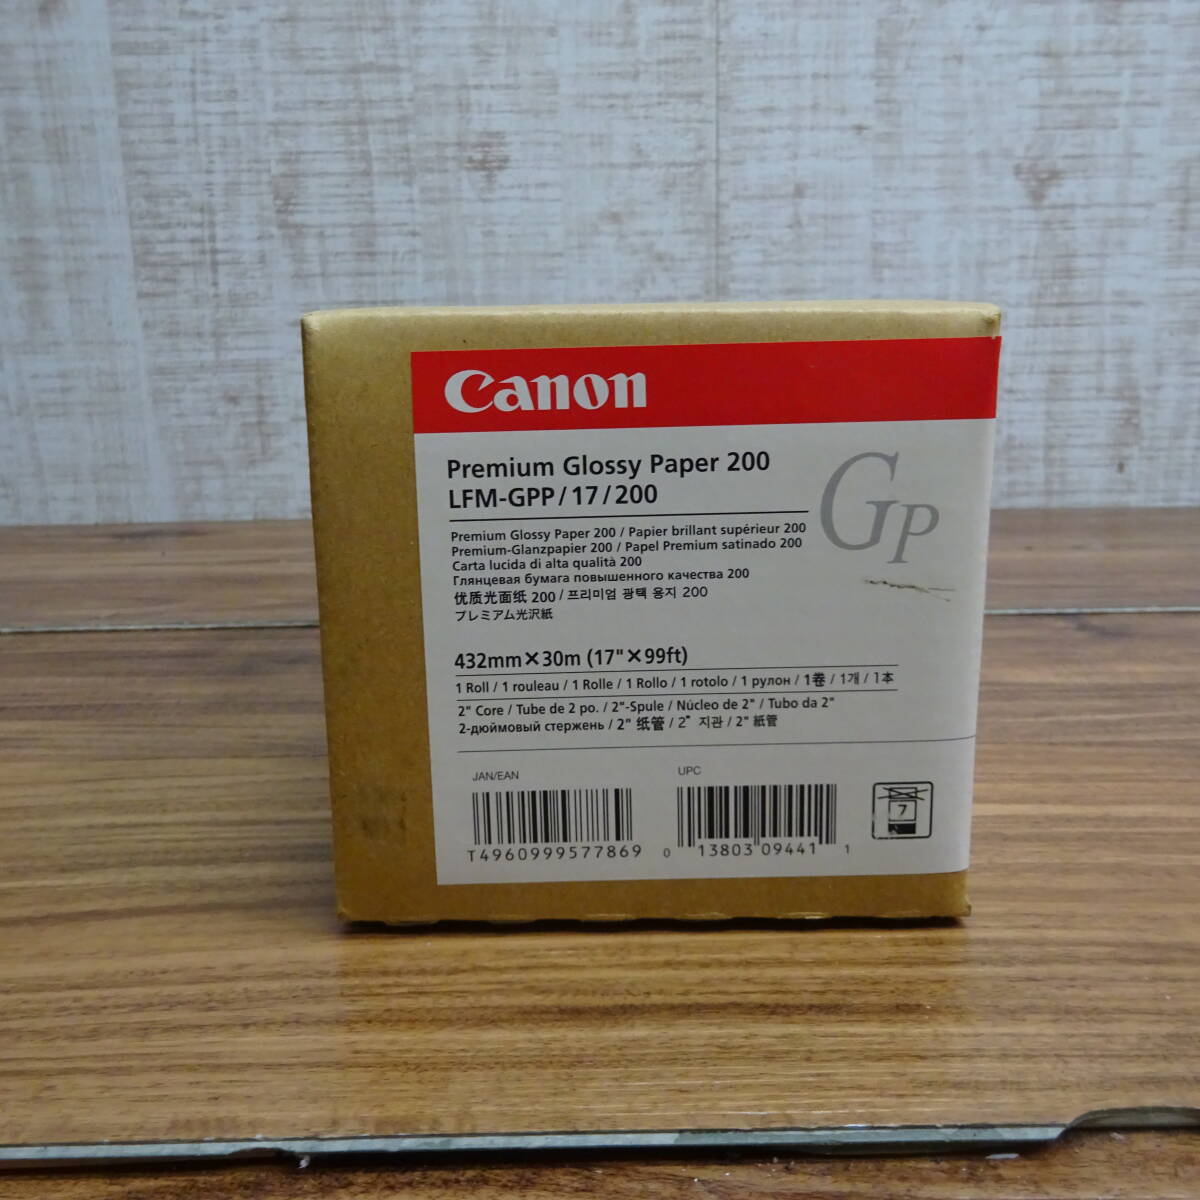 Canon
Premium Glossy Paper 200
LFM-GPP/17/200
GP
Premium Glossy Paper 200 / Papier brillant supérieur 200
Premium-Glanzpapier 200 / Papel Premium satinado 200
Carta lucida di alta qualità 200
Глянцевая бумага повышенного качества 200
优质光面纸 200 / 프리미엄 광택 용지 200
プレミアム光沢紙
432mm×30m (17"×99ft)
1 Roll / 1 rouleau / 1 Rolle / 1 Rollo / 1 rotolo / 1 рулон / 1卷 / 1개 / 1本
2" Core / Tube de 2 po. / 2"-Spule / Núcleo de 2" / Tubo da 2"
2-дюймовый стержень / 2" 纸管 / 2" 지관 / 2" 紙管
JAN/EAN
UPC
7
T4960999577869
0 13803 09441 1